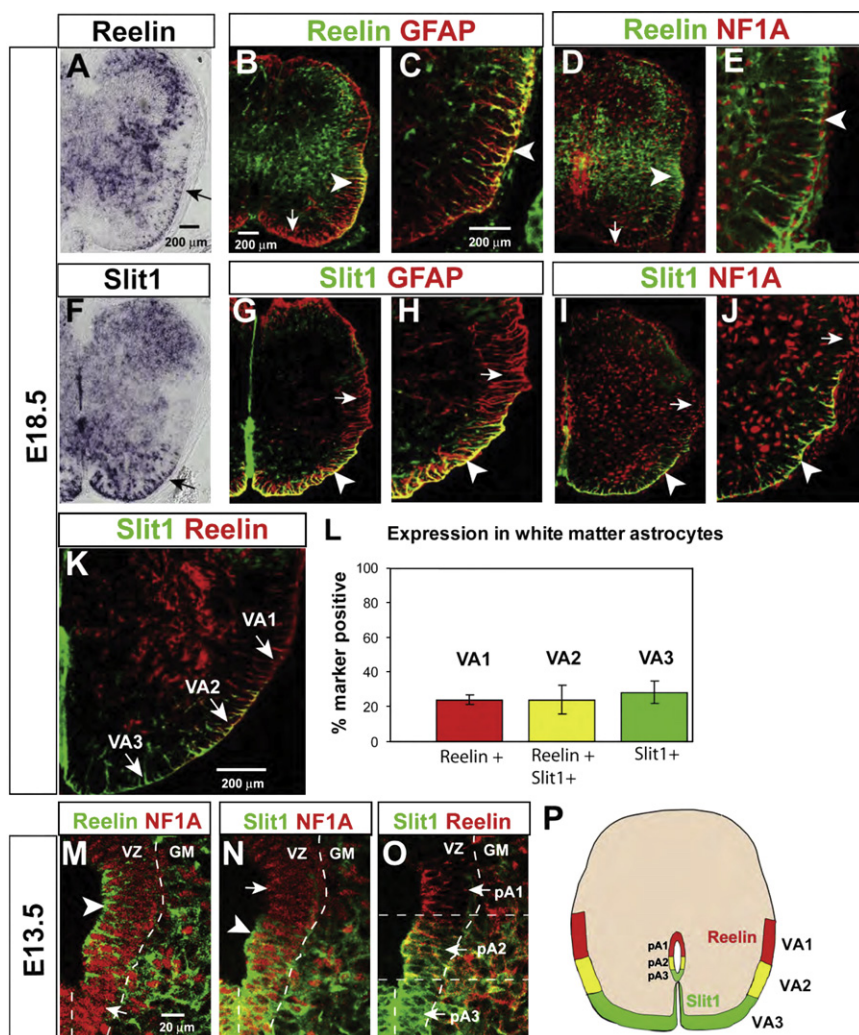 Reelin
Reelin GFAP
Reelin NF1A
A
B
C
D
E
200 µm
200 µm
Slit1
Slit1 GFAP
Slit1 NF1A
F
G
H
I
J
E18.5
Slit1 Reelin
K
VA1
VA2
VA3
200 µm
L
Expression in white matter astrocytes
% marker positive
100
80
60
40
20
0
VA1
VA2
VA3
Reelin +
Reelin +
Slit1+
Slit1+
E13.5
Reelin NF1A
Slit1 NF1A
Slit1 Reelin
M
VZ
GM
20 µm
N
VZ
GM
O
VZ
GM
pA1
pA2
pA3
P
pA1
pA2
pA3
Reelin
Slit1
VA1
VA2
VA3